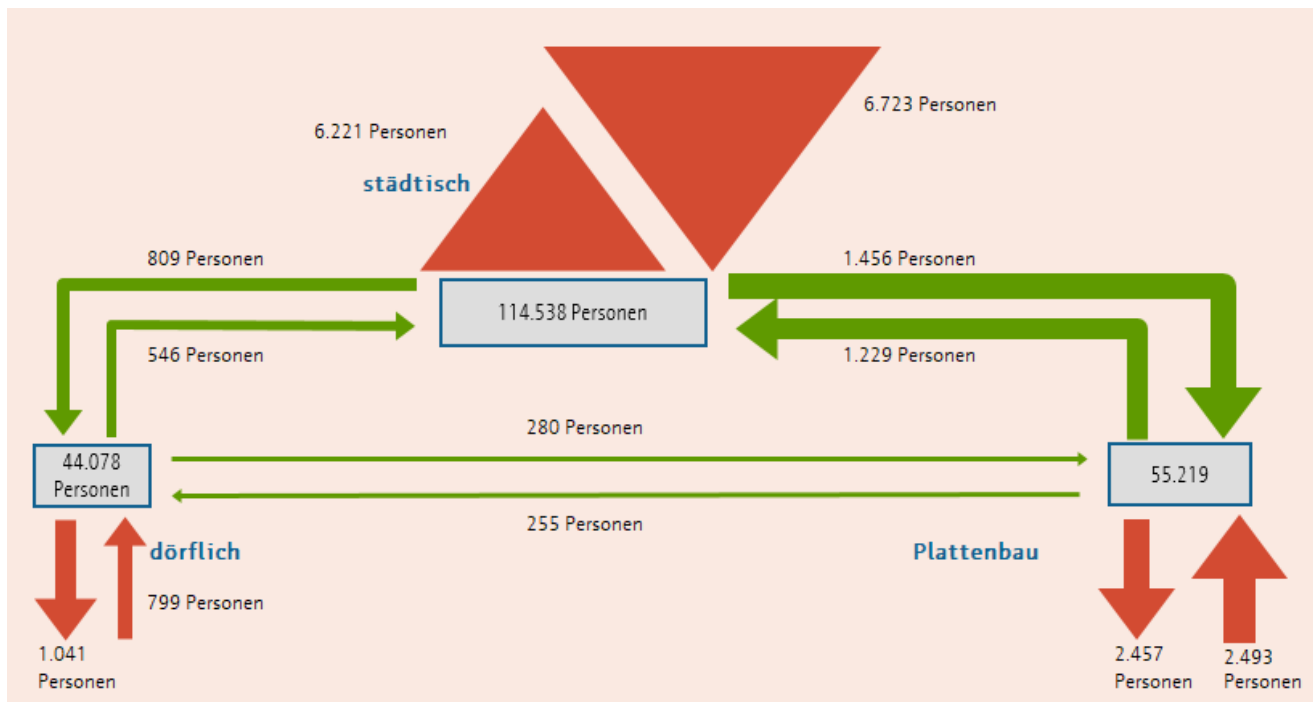 6.723 Personen
6.221 Personen
städtisch
809 Personen
1.456 Personen
114.538 Personen
546 Personen
1.229 Personen
280 Personen
44.078
Personen
55.219
255 Personen
dörflich
Plattenbau
799 Personen
1.041
Personen
2.457
Personen
2.493
Personen